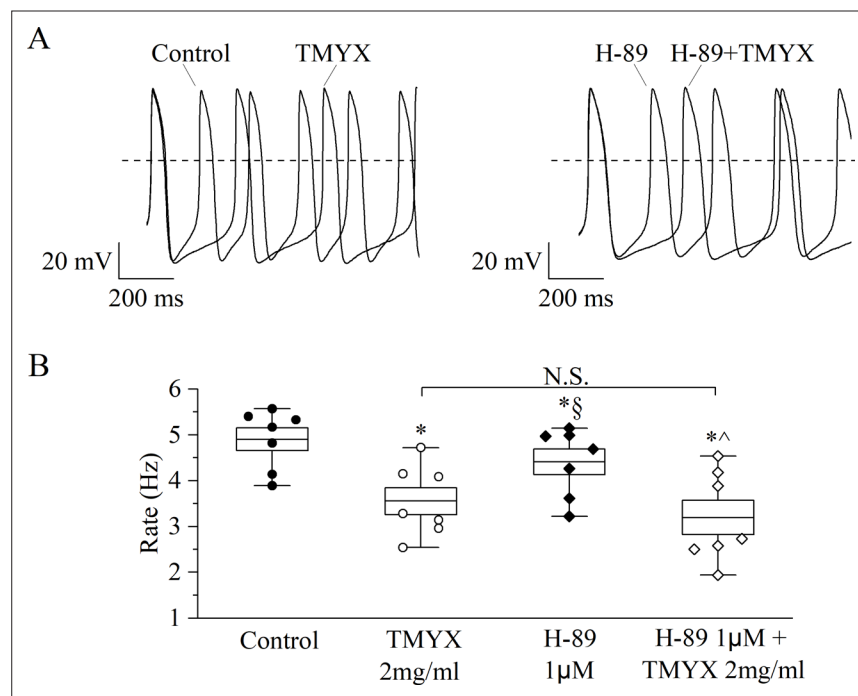 A
Control TMYX
H-89 H-89+TMYX
20 mV
200 ms
20 mV
200 ms
B
N.S.
*
*§
*^
Rate (Hz)
6
5
4
3
2
1
Control
TMYX
2mg/ml
H-89
1μM
H-89 1μM +
TMYX 2mg/ml